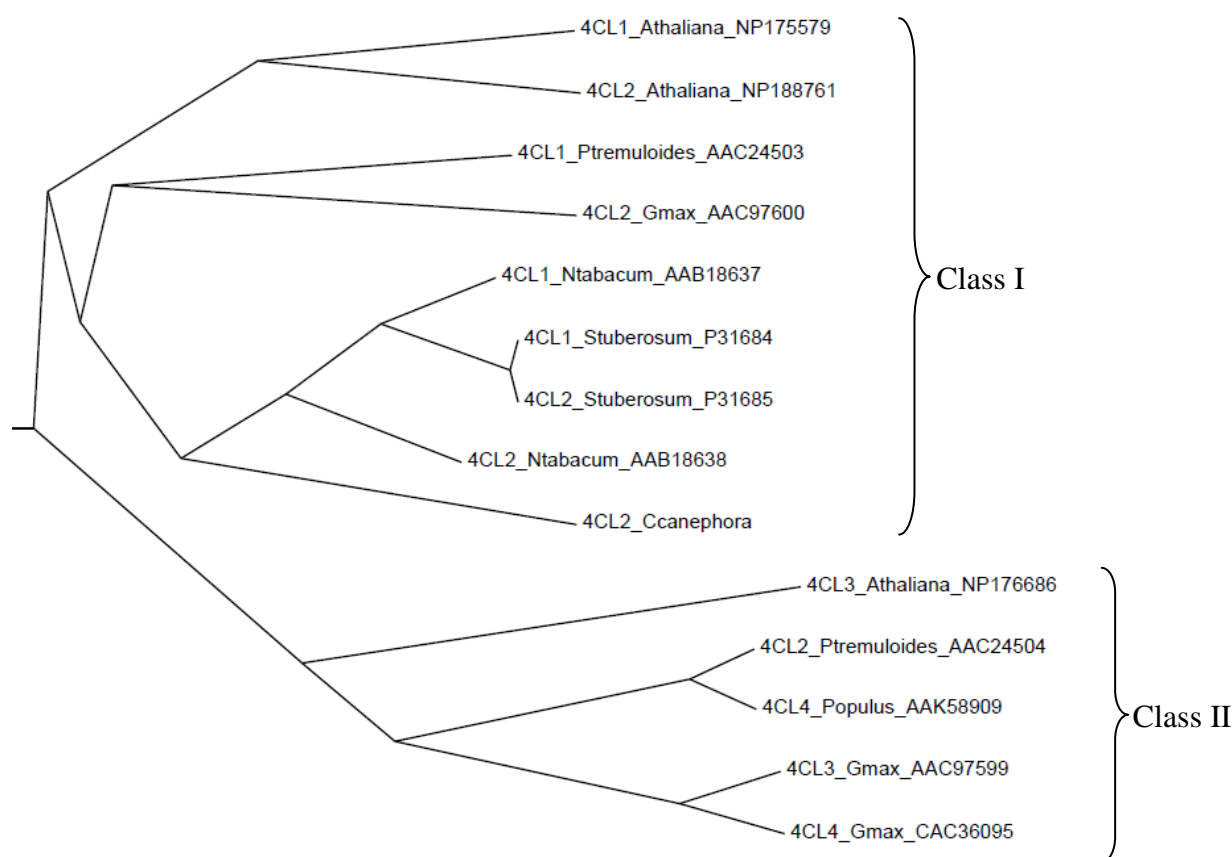 4CL1_Athaliana_NP175579
4CL2_Athaliana_NP188761
4CL1_Ptremuloides_AAC24503
4CL2_Gmax_AAC97600
4CL1_Ntabacum_AAB18637
Class I
4CL1_Stuberosum_P31684
4CL2_Stuberosum_P31685
4CL2_Ntabacum_AAB18638
4CL2_Ccanephora
4CL3_Athaliana_NP176686
4CL2_Ptremuloides_AAC24504
4CL4_Populus_AAK58909
Class II
4CL3_Gmax_AAC97599
4CL4_Gmax_CAC36095